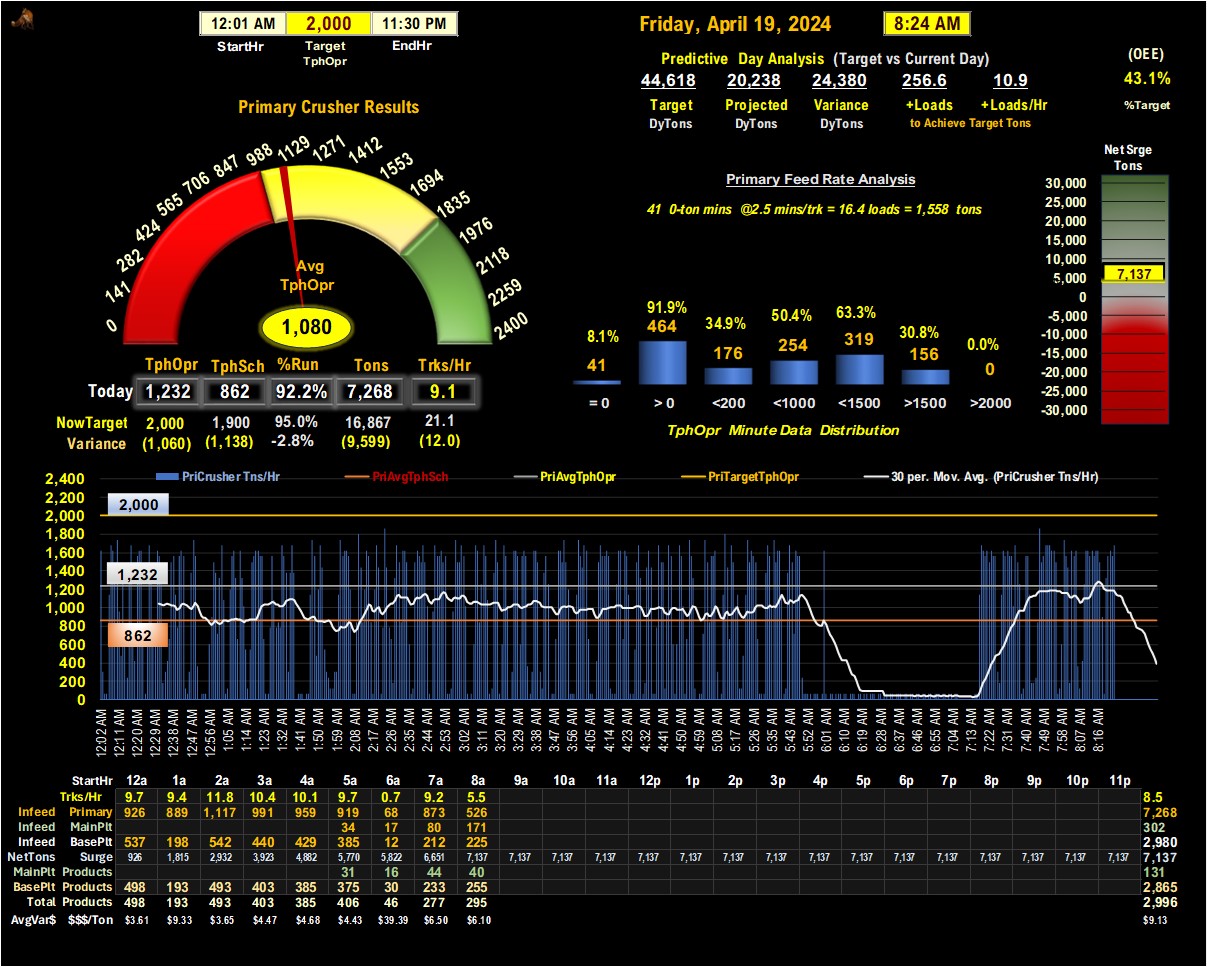 12:01 AM 2,000 11:30 PM
StartHr Target TphOpr EndHr
Friday, April 19, 2024 8:24 AM
Predictive Day Analysis (Target vs Current Day)
44,618 20,238 24,380 256.6 10.9
Target Projected Variance +Loads +Loads/Hr
DyTons DyTons DyTons to Achieve Target Tons
(OEE)
43.1%
%Target
Primary Crusher Results
0 141 282 424 565 706 847 988 1129 1271 1412 1553 1694 1835 1976 2118 2259 2400
Avg
TphOpr
1,080
TphOpr TphSch %Run Tons Trks/Hr
Today 1,232 862 92.2% 7,268 9.1
NowTarget 2,000 1,900 95.0% 16,867 21.1
Variance (1,060) (1,138) -2.8% (9,599) (12.0)
Primary Feed Rate Analysis
41 0-ton mins @2.5 mins/trk = 16.4 loads = 1,558 tons
8.1% 91.9% 34.9% 50.4% 63.3% 30.8% 0.0%
41 464 176 254 319 156 0
= 0 > 0 <200 <1000 <1500 >1500 >2000
TphOpr Minute Data Distribution
Net Srge
Tons
30,000
25,000
20,000
15,000
10,000
5,000
7,137
0
-5,000
-10,000
-15,000
-20,000
-25,000
-30,000
PriCrusher Tns/Hr PriAvgTphSch PriAvgTphOpr PriTargetTphOpr 30 per. Mov. Avg. (PriCrusher Tns/Hr)
2,400
2,200
2,000
1,800
1,600
1,400
1,200
1,000
800
600
400
200
0
2,000
1,232
862
12:02 AM 12:11 AM 12:20 AM 12:29 AM 12:38 AM 12:47 AM 12:56 AM 1:05 AM 1:14 AM 1:23 AM 1:32 AM 1:41 AM 1:50 AM 1:59 AM 2:08 AM 2:17 AM 2:26 AM 2:35 AM 2:44 AM 2:53 AM 3:02 AM 3:11 AM 3:20 AM 3:29 AM 3:38 AM 3:47 AM 3:56 AM 4:05 AM 4:14 AM 4:23 AM 4:32 AM 4:41 AM 4:50 AM 4:59 AM 5:08 AM 5:17 AM 5:26 AM 5:35 AM 5:43 AM 5:52 AM 6:01 AM 6:10 AM 6:19 AM 6:28 AM 6:37 AM 6:46 AM 6:55 AM 7:04 AM 7:13 AM 7:22 AM 7:31 AM 7:40 AM 7:49 AM 7:58 AM 8:07 AM 8:16 AM
StartHr 12a 1a 2a 3a 4a 5a 6a 7a 8a 9a 10a 11a 12p 1p 2p 3p 4p 5p 6p 7p 8p 9p 10p 11p
Trks/Hr 9.7 9.4 11.8 10.4 10.1 9.7 0.7 9.2 5.5 8.5
Infeed Primary 926 889 1,117 991 959 919 68 873 526 7,268
Infeed MainPlt 34 17 80 171 302
Infeed BasePlt 537 198 542 440 429 385 12 212 225 2,980
NetTons Surge 926 1,815 2,932 3,923 4,882 5,770 5,822 6,651 7,137 7,137 7,137 7,137 7,137 7,137 7,137 7,137 7,137 7,137 7,137 7,137 7,137 7,137 7,137 7,137 7,137
MainPlt Products 31 16 44 40 131
BasePlt Products 498 193 493 403 385 375 30 233 255 2,865
Total Products 498 193 493 403 385 406 46 277 295 2,996
AvgVar$ $$$/Ton $3.61 $9.33 $3.65 $4.47 $4.68 $4.43 $39.39 $6.50 $6.10 $9.13